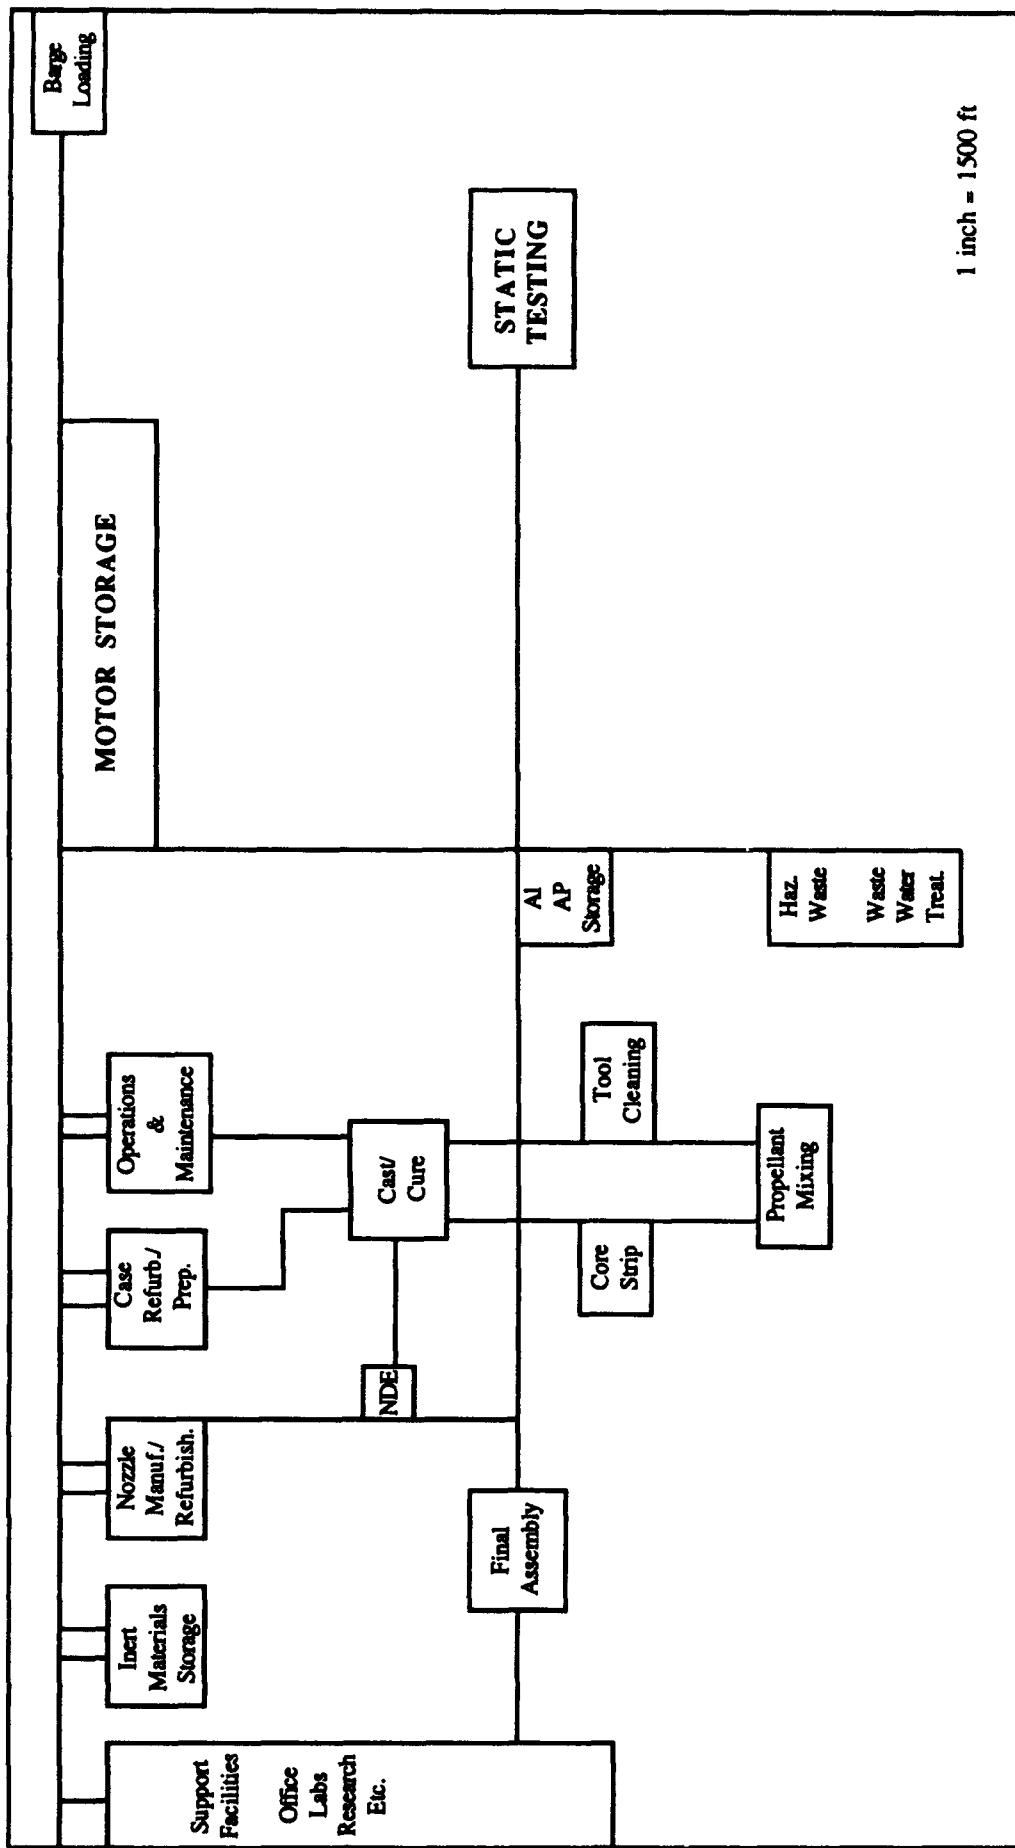 Barge
Loading
MOTOR STORAGE
STATIC
TESTING
1 inch = 1500 ft
Operations
&
Maintenance
Case
Refurb./
Prep.
Nozzle
Manuf./
Refurbish.
Inert
Materials
Storage
Support
Facilities
Office
Labs
Research
Etc.
Cast/
Cure
NDE
Final
Assembly
Al
AP
Storage
Tool
Cleaning
Core
Strip
Propellant
Mixing
Haz.
Waste
Waste
Water
Treat.